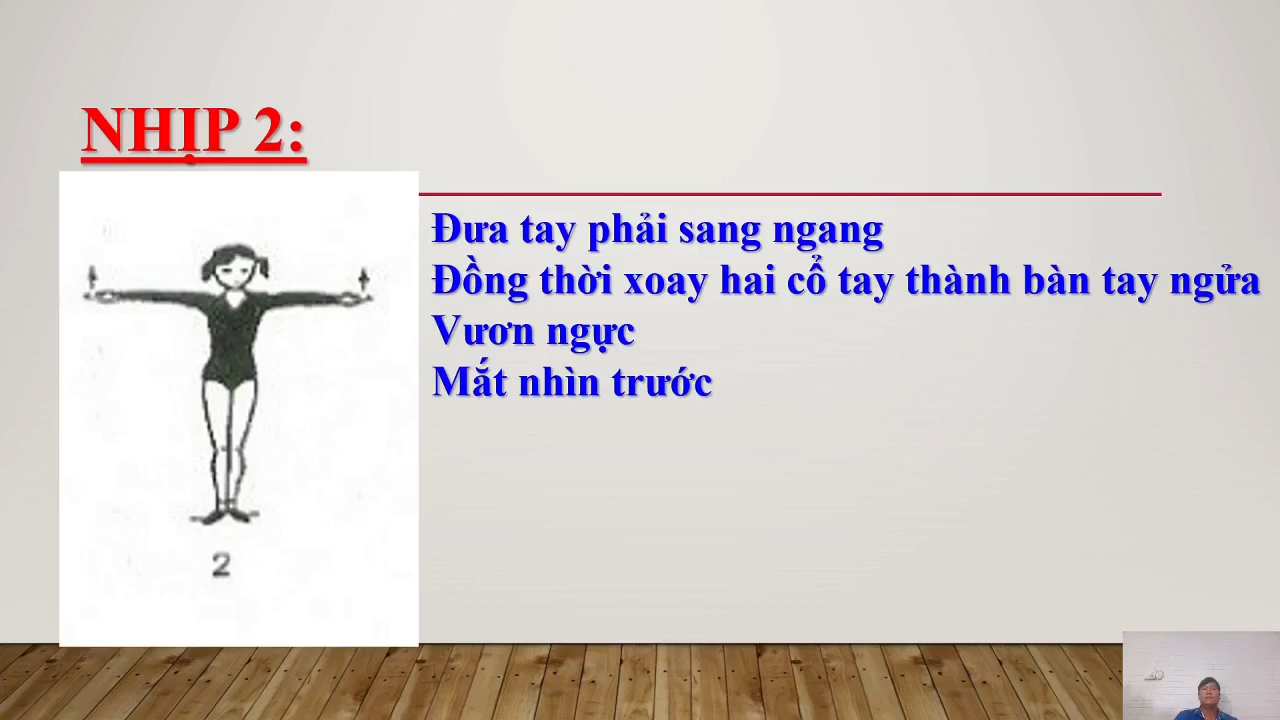 NHỊP 2:
Đưa tay phải sang ngang
Đồng thời xoay hai cổ tay thành bàn tay ngửa
Vươn ngực
Mắt nhìn trước
2